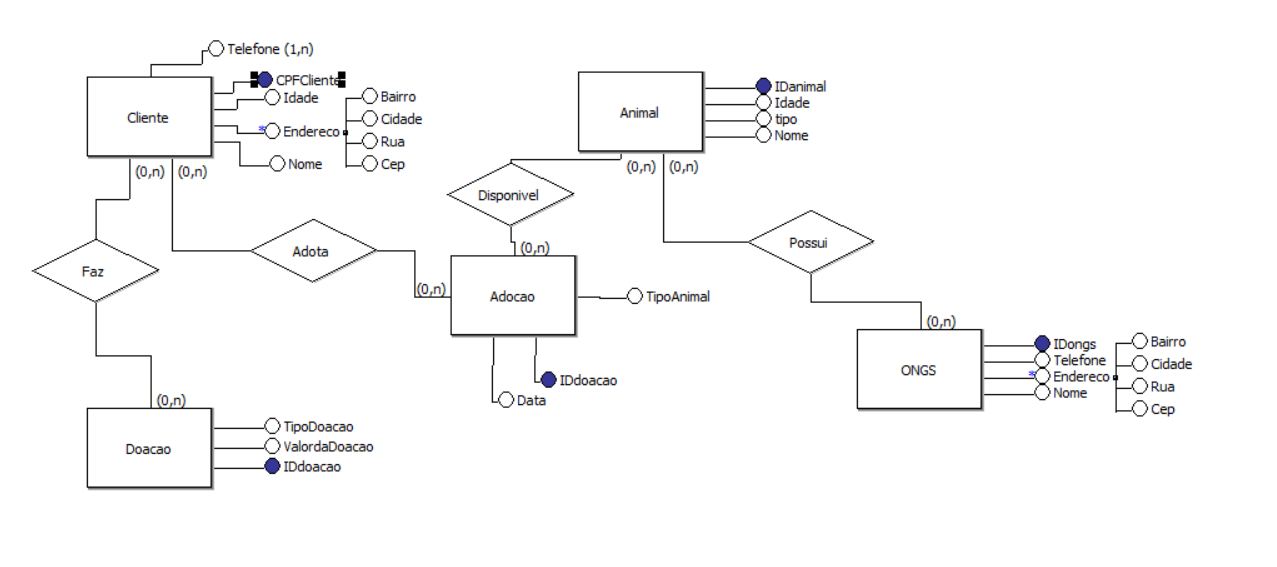 Telefone (1,n)
CPFCliente
Idade
Endereco
Nome
Bairro
Cidade
Rua
Cep
Cliente
(0,n)
(0,n)
Animal
IDanimal
Idade
tipo
Nome
(0,n)
(0,n)
Disponivel
(0,n)
Faz
Adota
(0,n)
Adocao
TipoAnimal
IDdoacao
Data
Possui
(0,n)
ONGS
IDongs
Telefone
Endereco
Nome
Bairro
Cidade
Rua
Cep
(0,n)
Doacao
TipoDoacao
ValordaDoacao
IDdoacao